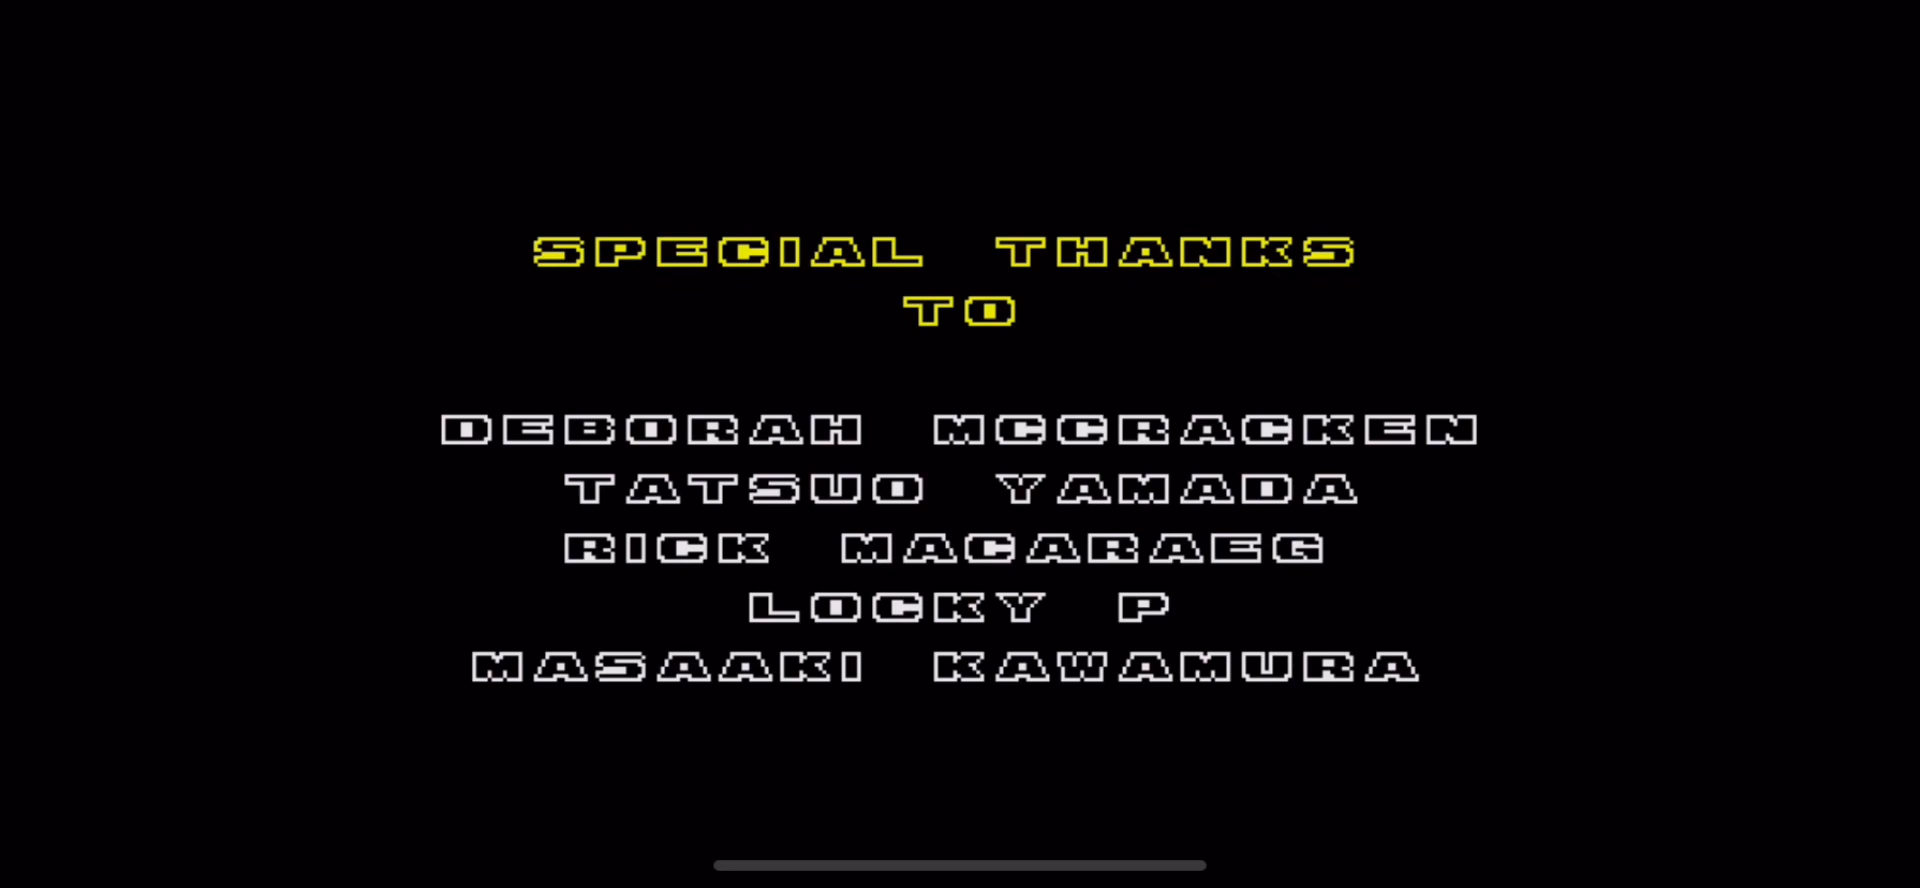 SPECIAL THANKS
TO
DEBORAH MCCRACKEN
TATSUO YAMADA
RICK MACARAEG
LOCKY P
MASAAKI KAWAMURA